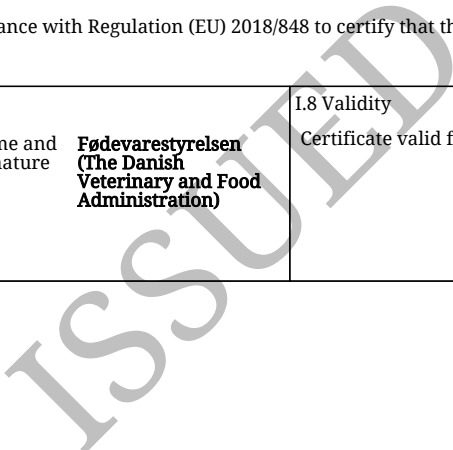 ance with Regulation (EU) 2018/848 to certify that th
I.8 Validity
me and
nature
Fødevarestyrelsen
(The Danish
Veterinary and Food
Administration)
Certificate valid f
ISSUED